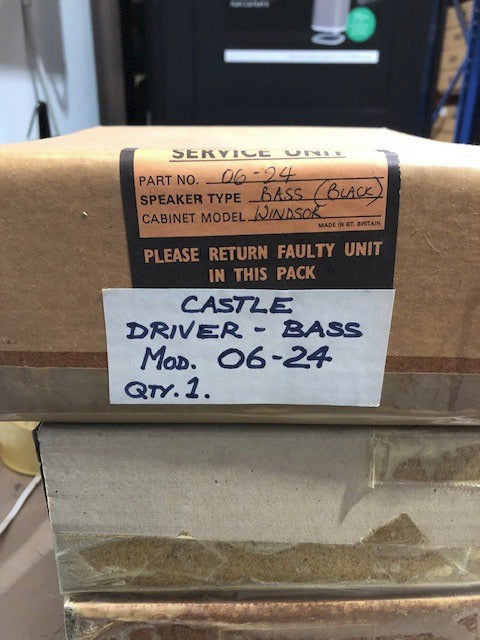 SERVICE UNIT
PART NO. 06-24
SPEAKER TYPE BASS (BLACK)
CABINET MODEL WINDSOR
MADE IN GT. BRITAIN
PLEASE RETURN FAULTY UNIT
IN THIS PACK
CASTLE
DRIVER - BASS
MOD. 06-24
QTY. 1.